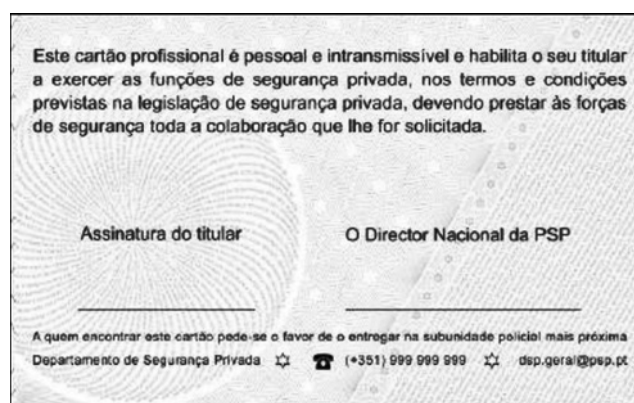 Este cartão profissional é pessoal e intransmissível e habilita o seu titular
a exercer as funções de segurança privada, nos termos e condições
previstas na legislação de segurança privada, devendo prestar às forças
de segurança toda a colaboração que lhe for solicitada.
Assinatura do titular O Director Nacional da PSP
A quem encontrar este cartão pede-se o favor de o entregar na subunidade policial mais próxima
Departamento de Segurança Privada ✡ ☎ (+351) 999 999 999 ✡ dsp.geral@psp.pt